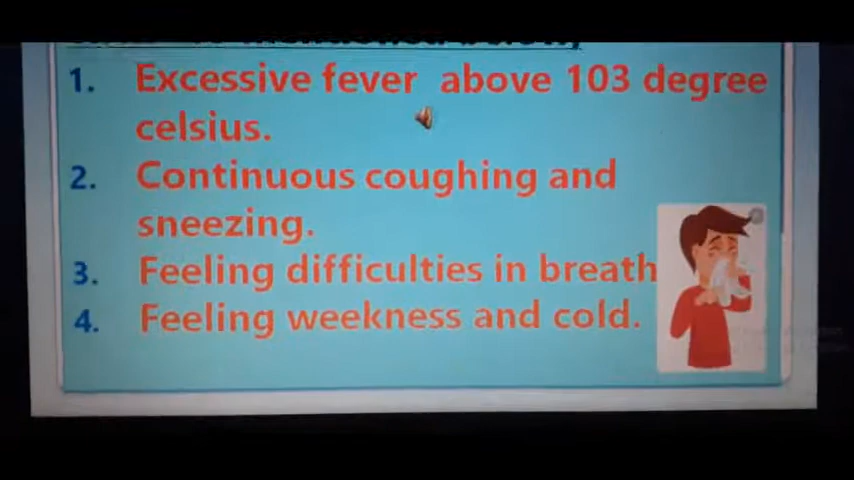 1. Excessive fever above 103 degree
celsius.
2. Continuous coughing and
sneezing.
3. Feeling difficulties in breath
4. Feeling weekness and cold.